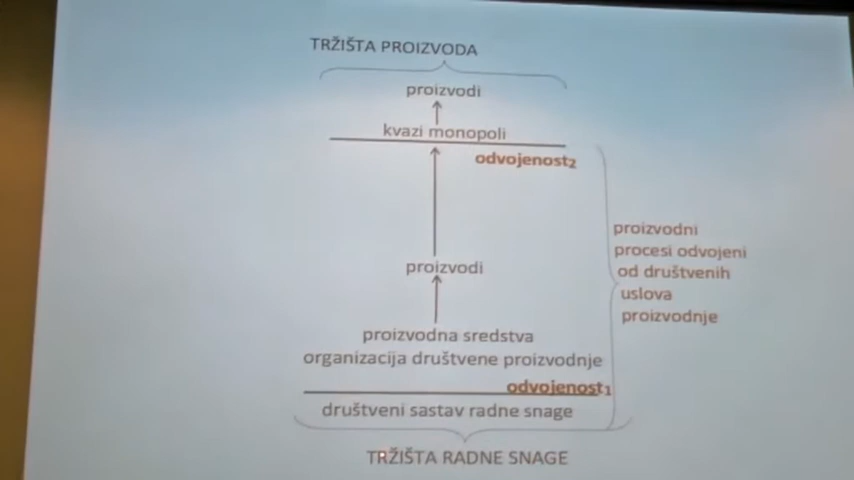 TRŽIŠTA PROIZVODA
proizvodi
kvazi monopoli
odvojenost2
proizvodni
procesi odvojeni
od društvenih
uslova
proizvodnje
proizvodi
proizvodna sredstva
organizacija društvene proizvodnje
odvojenost1
društveni sastav radne snage
TRŽIŠTA RADNE SNAGE